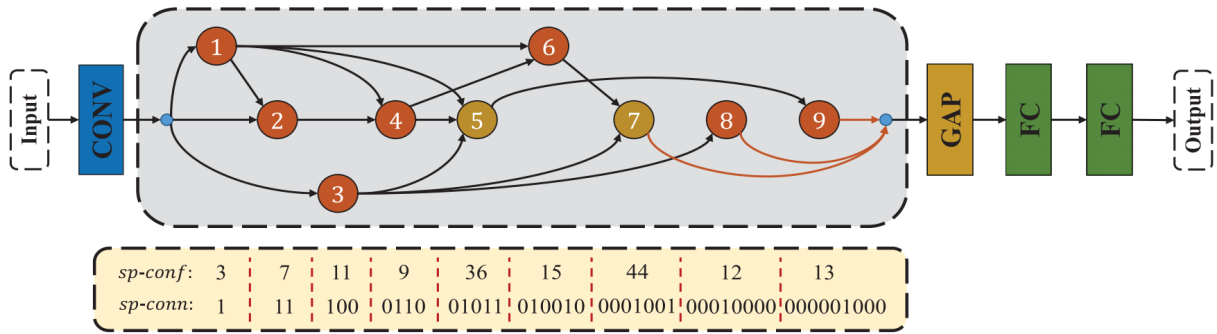 Input
CONV
1
2
3
4
5
6
7
8
9
GAP
FC
FC
Output
sp-conf: 3 7 11 9 36 15 44 12 13
sp-conn: 1 11 100 0110 01011 010010 0001001 00010000 000001000